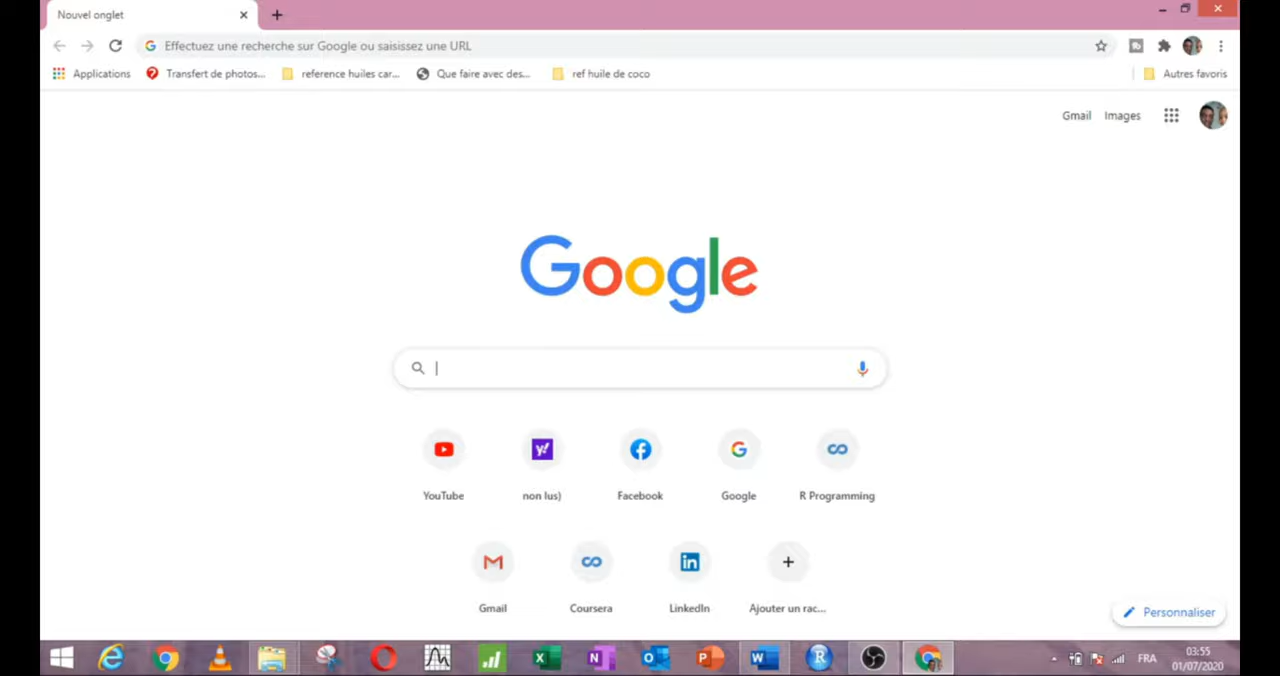 Nouvel onglet
Effectuez une recherche sur Google ou saisissez une URL
Applications
Transfert de photos...
reference huiles car...
Que faire avec des...
ref huile de coco
Autres favoris
Gmail
Images
Google
YouTube
non lus)
Facebook
Google
R Programming
Gmail
Coursera
LinkedIn
Ajouter un rac...
Personnaliser
FRA
03:55
01/07/2020